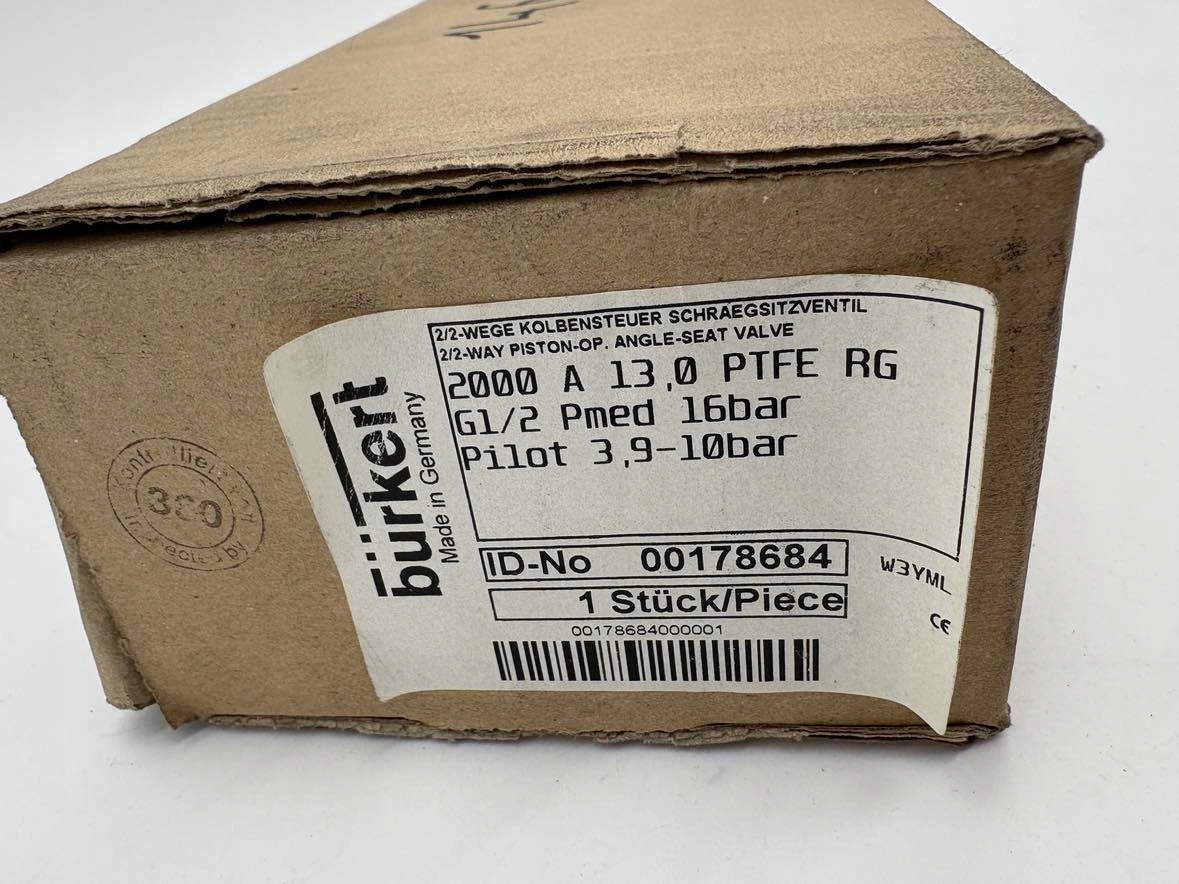 2/2-WEGE KOLBENSTEUER SCHRAEGSITZVENTIL
2/2-WAY PISTON-OP. ANGLE-SEAT VALVE
2000 A 13,0 PTFE RG
G1/2 Pmed 16bar
Pilot 3,9-10bar
bürkert
Made in Germany
ID-No 00178684
W3YML
1 Stück/Piece
CE
00178684000001
380